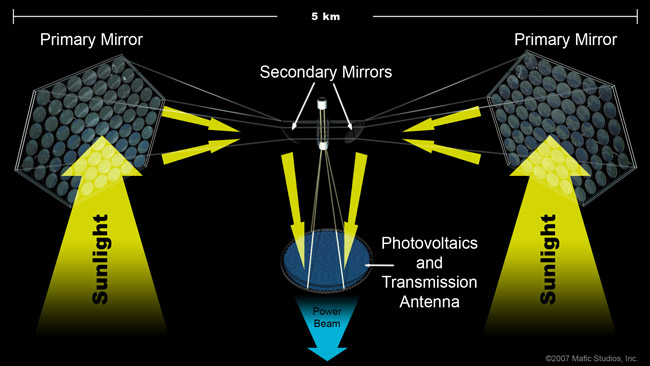 5 km
Primary Mirror
Primary Mirror
Secondary Mirrors
Sunlight
Sunlight
Photovoltaics
and
Transmission
Antenna
Power
Beam
©2007 Mafic Studios, Inc.